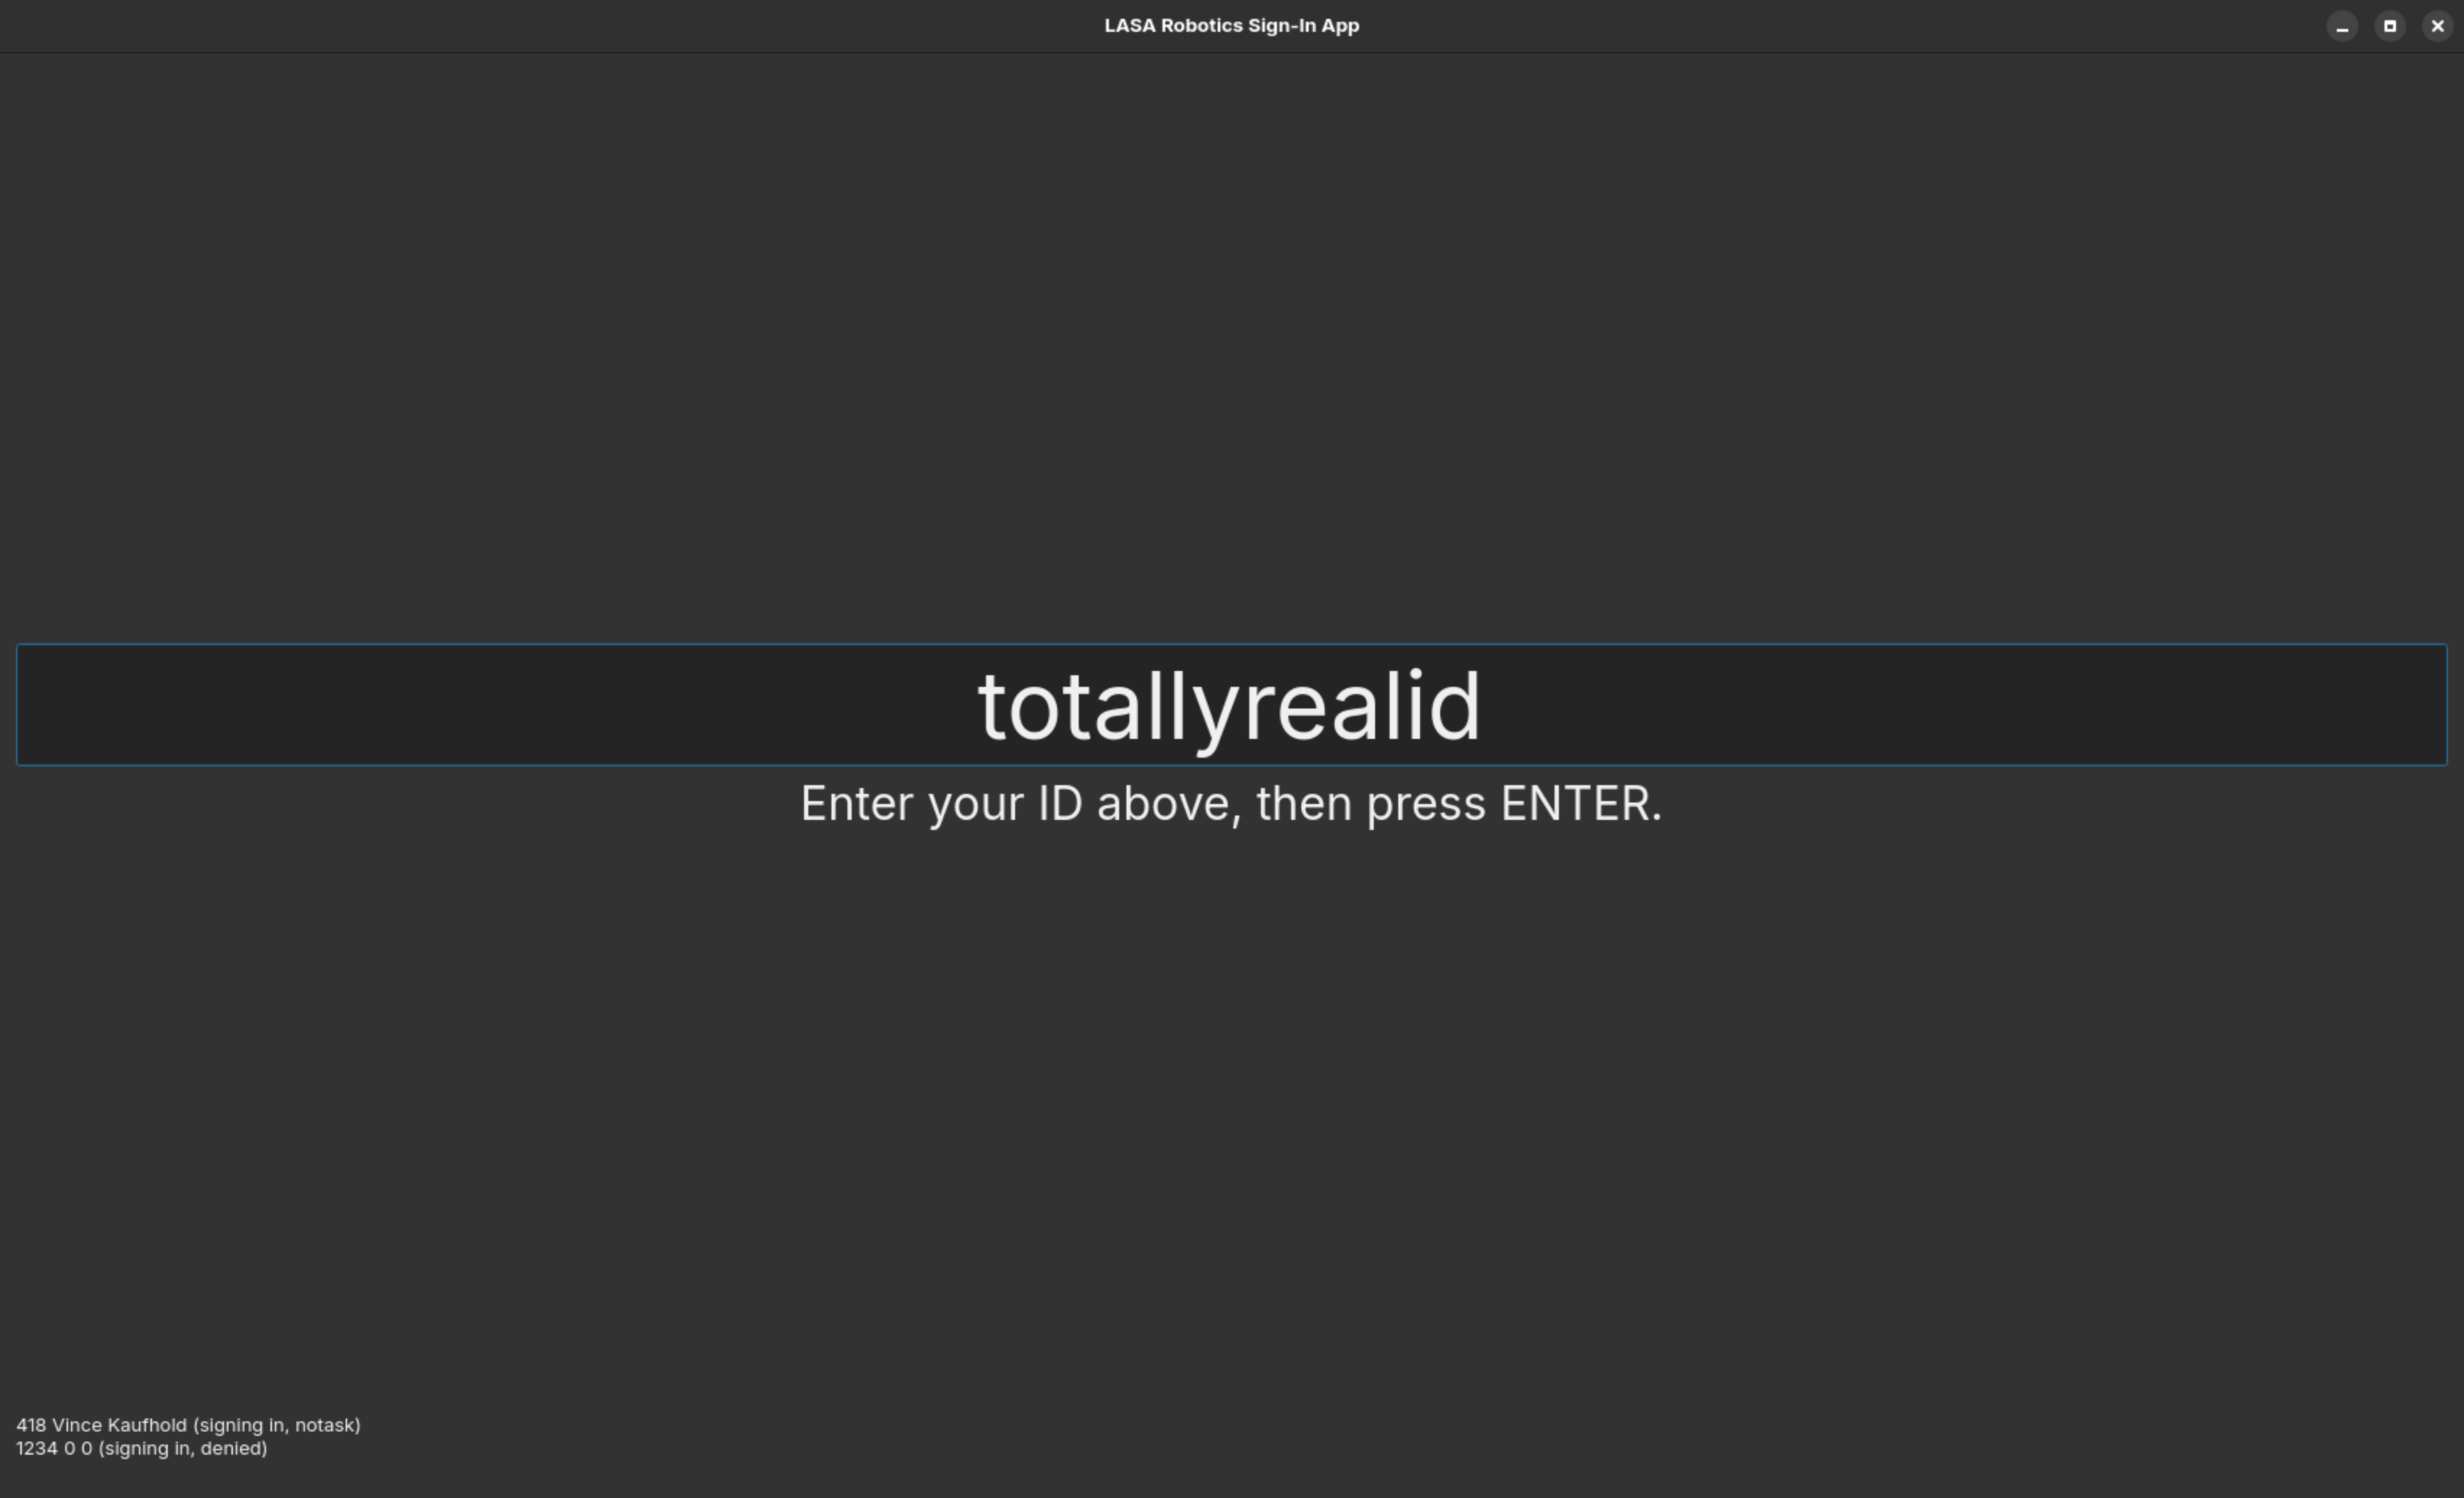 LASA Robotics Sign-In App
totallyrealid
Enter your ID above, then press ENTER.
418 Vince Kaufhold (signing in, notask)
1234 0 0 (signing in, denied)